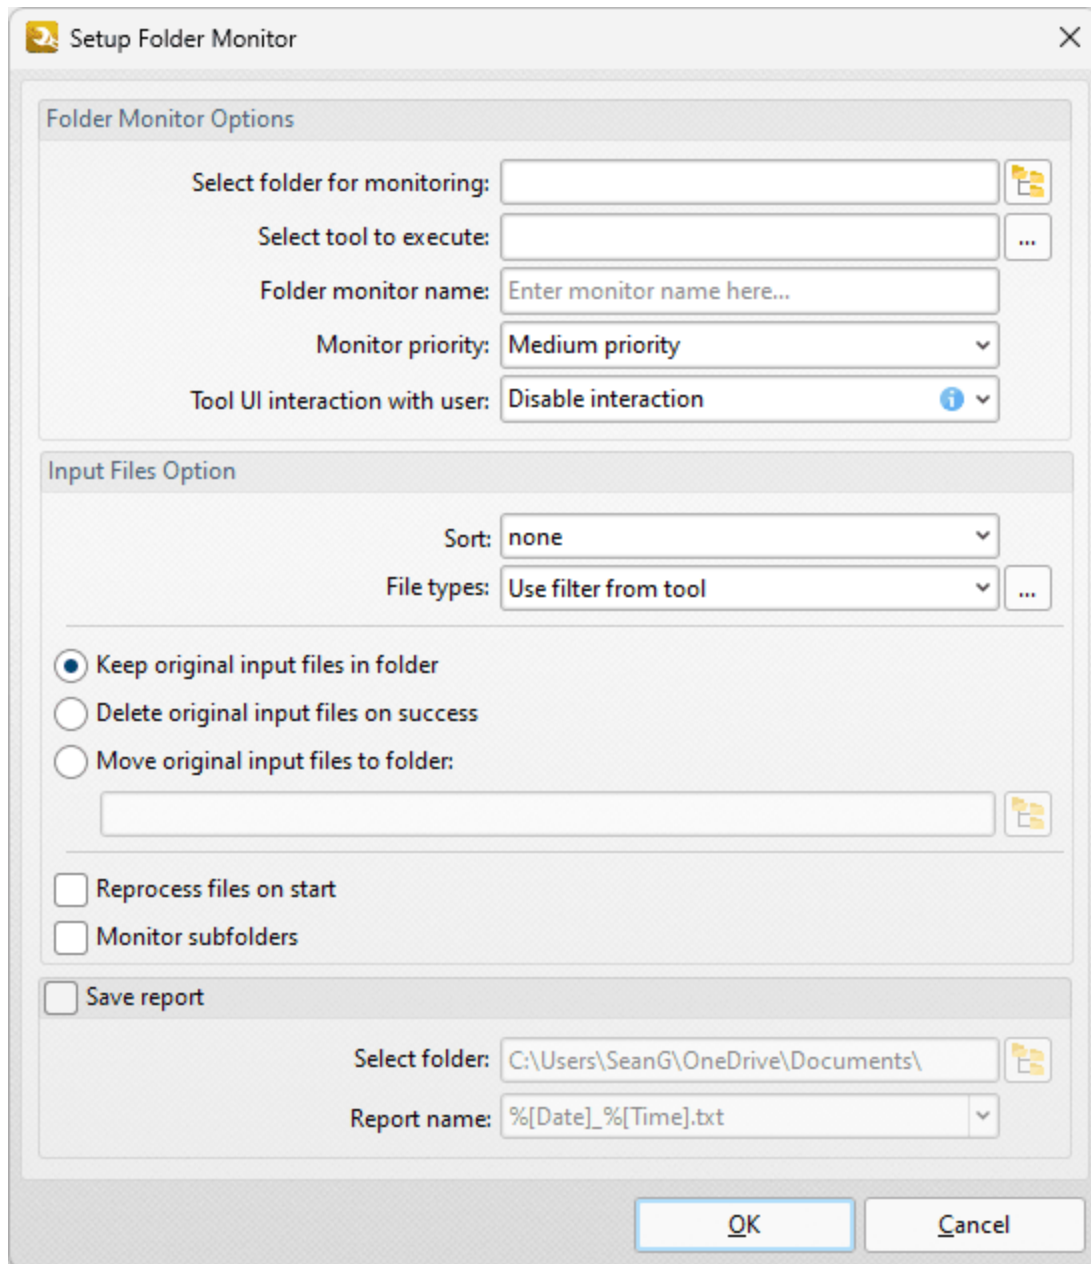 Setup Folder Monitor
Folder Monitor Options
Select folder for monitoring:
Select tool to execute: ...
Folder monitor name: Enter monitor name here...
Monitor priority: Medium priority
Tool UI interaction with user: Disable interaction i
Input Files Option
Sort: none
File types: Use filter from tool ...
Keep original input files in folder
Delete original input files on success
Move original input files to folder:
Reprocess files on start
Monitor subfolders
Save report
Select folder: C:\Users\SeanG\OneDrive\Documents\
Report name: %[Date]_%[Time].txt
OK Cancel